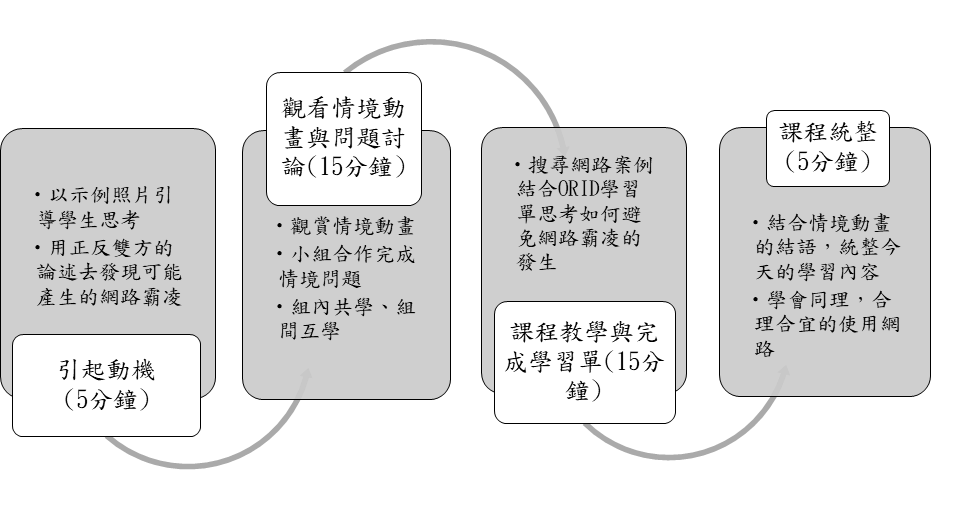 ・以示例照片引
導學生思考
・用正反雙方的
論述去發現可能
產生的網路霸凌
引起動機
(5分鐘)
觀看情境動
畫與問題討
論(15分鐘)
・觀賞情境動畫
・小組合作完成
情境問題
・組內共學、組
間互學
・搜尋網路案例
結合ORID學習
單思考如何避
免網路霸凌的
發生
課程教學與完
成學習單(15分
鐘)
課程統整
(5分鐘)
・結合情境動畫
的結語，統整今
天的學習內容
・學會同理，合
理合宜的使用網
路